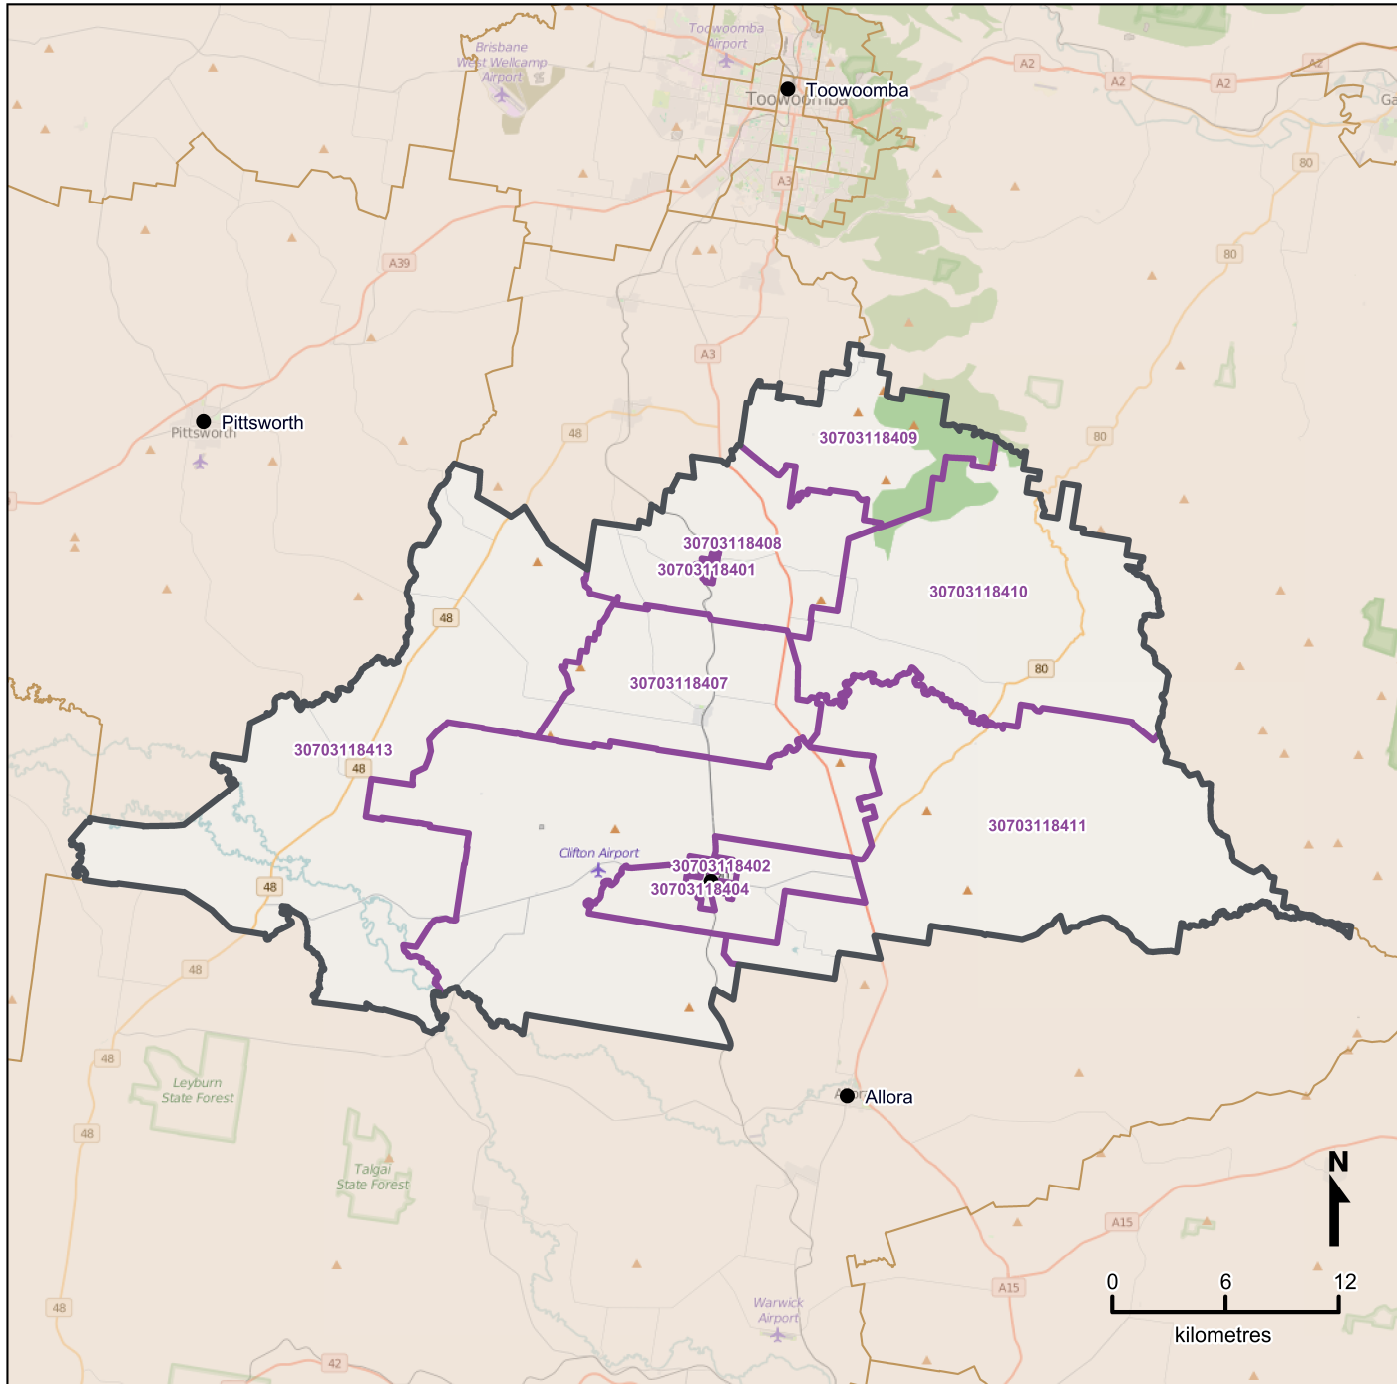 Toowoomba
Airport
Brisbane
West Wellcamp
Airport
A2
A2
A2
A2
Toowoomba
Toowoomba
Ga
80
A3
80
A39
A3
Pittsworth
Pittsworth
48
80
30703118409
30703118408
30703118401
30703118410
48
80
30703118407
30703118413
48
30703118411
Clifton Airport
30703118402
30703118404
48
48
48
Leyburn
State Forest
Allora
48
Talgai
State Forest
N
A15
0 6 12
A15
48
Warwick
Airport
kilometres
42